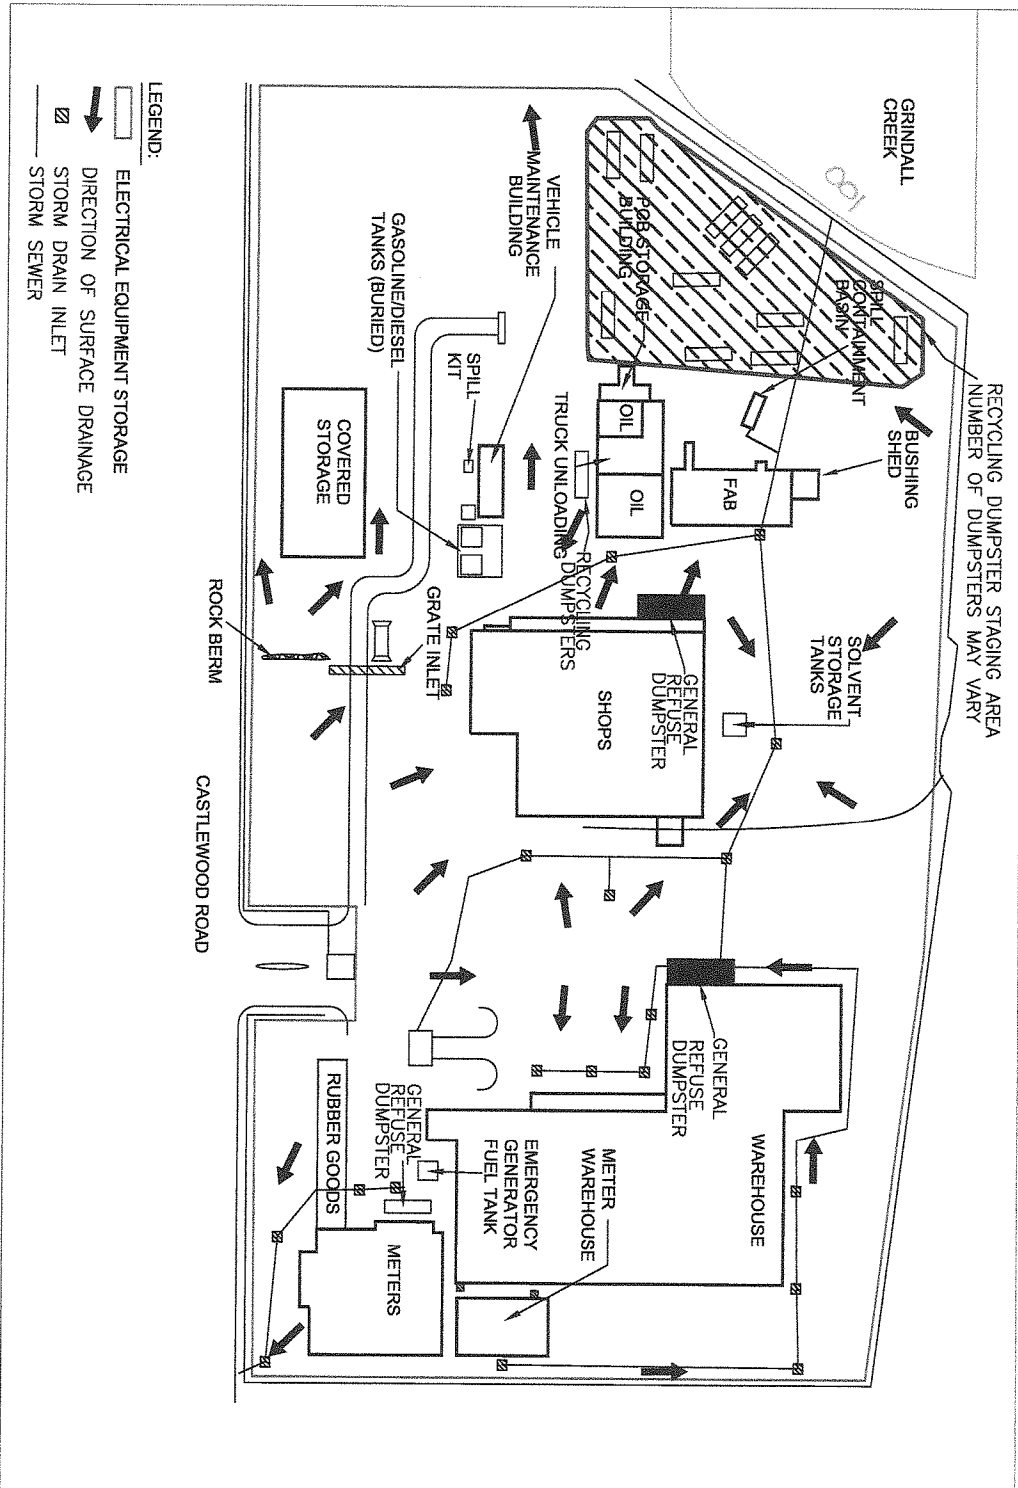 GRINDALL
CREEK
001
RECYCLING DUMPSTER STAGING AREA
NUMBER OF DUMPSTERS MAY VARY
SPILL
CONTAINMENT
BASIN
BUSHING
SHED
PCB STORAGE
BUILDING
FAB
OIL
OIL
TRUCK UNLOADING
RECYCLING
DUMPSTERS
VEHICLE
MAINTENANCE
BUILDING
GASOLINE/DIESEL
TANKS (BURIED)
SPILL
KIT
COVERED
STORAGE
SOLVENT
STORAGE
TANKS
GENERAL
REFUSE
DUMPSTER
SHOPS
GRATE INLET
ROCK BERM
CASTLEWOOD ROAD
GENERAL
REFUSE
DUMPSTER
WAREHOUSE
METER
WAREHOUSE
EMERGENCY
GENERATOR
FUEL TANK
GENERAL
REFUSE
DUMPSTER
RUBBER GOODS
METERS
LEGEND:
ELECTRICAL EQUIPMENT STORAGE
DIRECTION OF SURFACE DRAINAGE
STORM DRAIN INLET
STORM SEWER